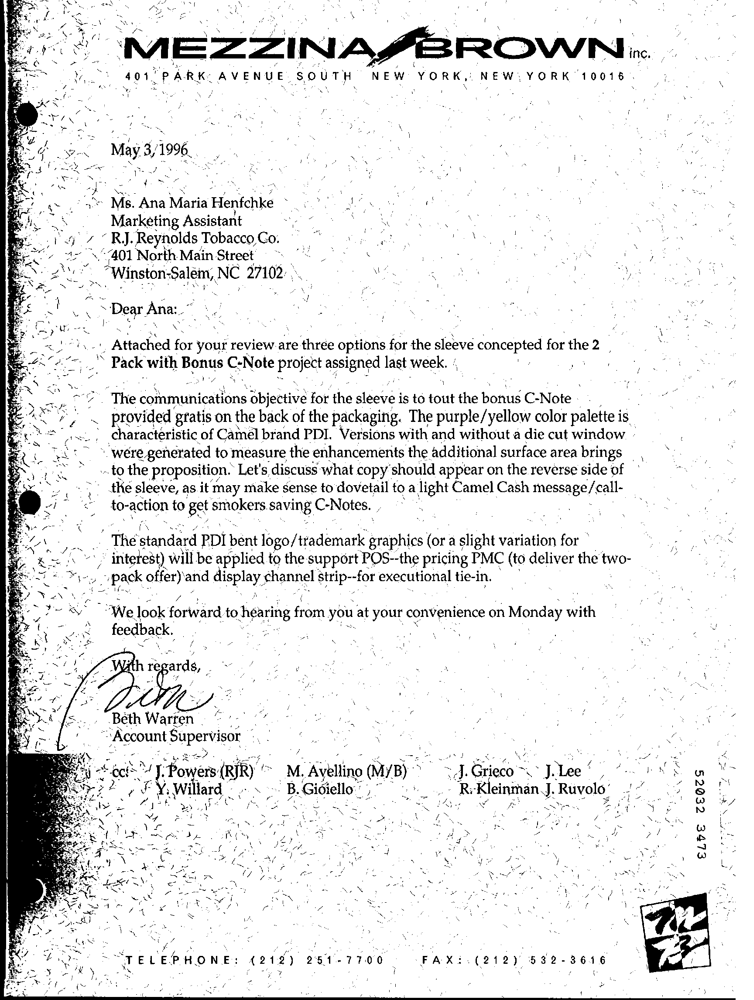 MEZZINA BROWN inc.
401 PARK AVENUE SOUTH NEW YORK, NEW YORK 10016
May 3, 1996
Ms. Ana Maria Henfchke
Marketing Assistant
R.J. Reynolds Tobacco Co.
401 North Main Street
Winston-Salem, NC 27102
Dear Ana:
Attached for your review are three options for the sleeve concepted for the 2
Pack with Bonus C-Note project assigned last week.
The communications objective for the sleeve is to tout the bonus C-Note
provided gratis on the back of the packaging. The purple/yellow color palette is
characteristic of Camel brand PDI. Versions with and without a die cut window
were generated to measure the enhancements the additional surface area brings
to the proposition. Let's discuss what copy should appear on the reverse side of
the sleeve, as it may make sense to dovetail to a light Camel Cash message/call-
to-action to get smokers saving C-Notes.
The standard PDI bent logo/trademark graphics (or a slight variation for
interest) will be applied to the support POS--the pricing PMC (to deliver the two-
pack offer) and display channel strip--for executional tie-in.
We look forward to hearing from you at your convenience on Monday with
feedback.
With regards,
Beth Warren
Account Supervisor
cc: J. Powers (RJR) M. Avellino (M/B) J. Grieco J. Lee
Y. Willard B. Gioiello R. Kleinman J. Ruvolo
52032 3473
TELEPHONE: (212) 251-7700 FAX: (212) 532-3616